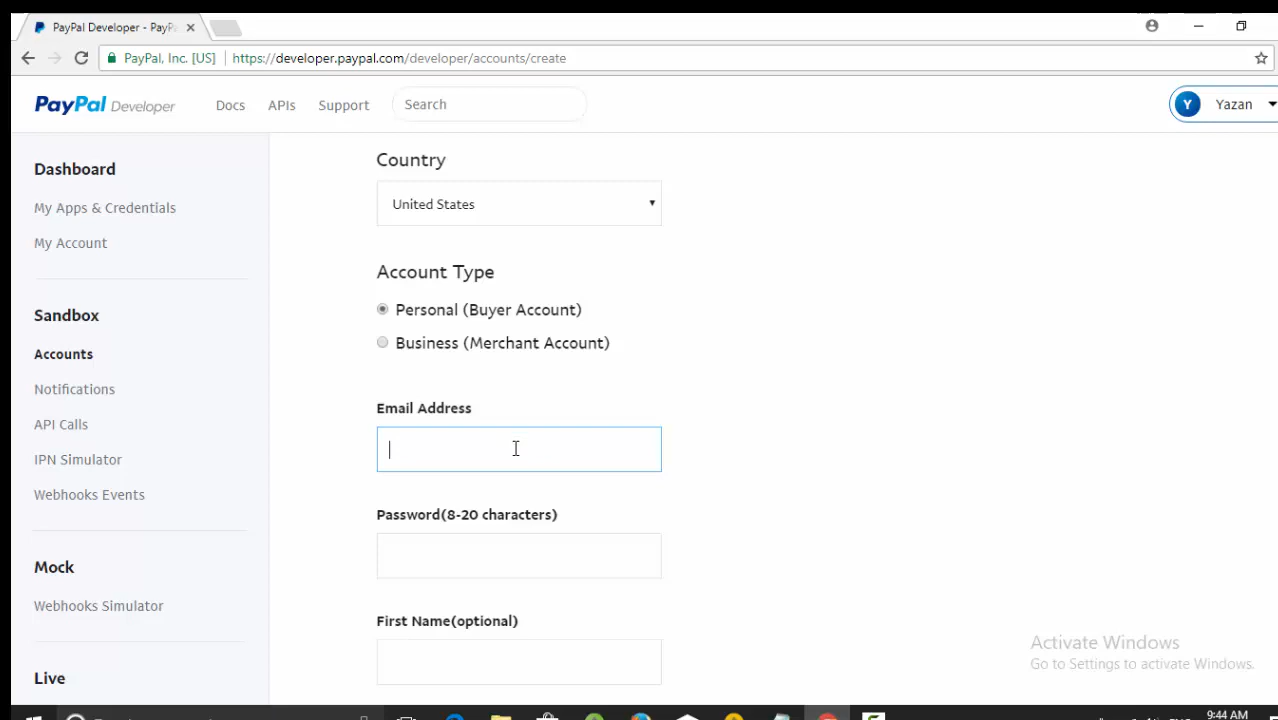 PayPal Developer - PayP
PayPal, Inc. [US] https://developer.paypal.com/developer/accounts/create
PayPal Developer Docs APIs Support Search Y Yazan
Dashboard
My Apps & Credentials
My Account
Sandbox
Accounts
Notifications
API Calls
IPN Simulator
Webhooks Events
Mock
Webhooks Simulator
Live
Country
United States
Account Type
Personal (Buyer Account)
Business (Merchant Account)
Email Address
Password(8-20 characters)
First Name(optional)
Activate Windows
Go to Settings to activate Windows.
9:44 AM